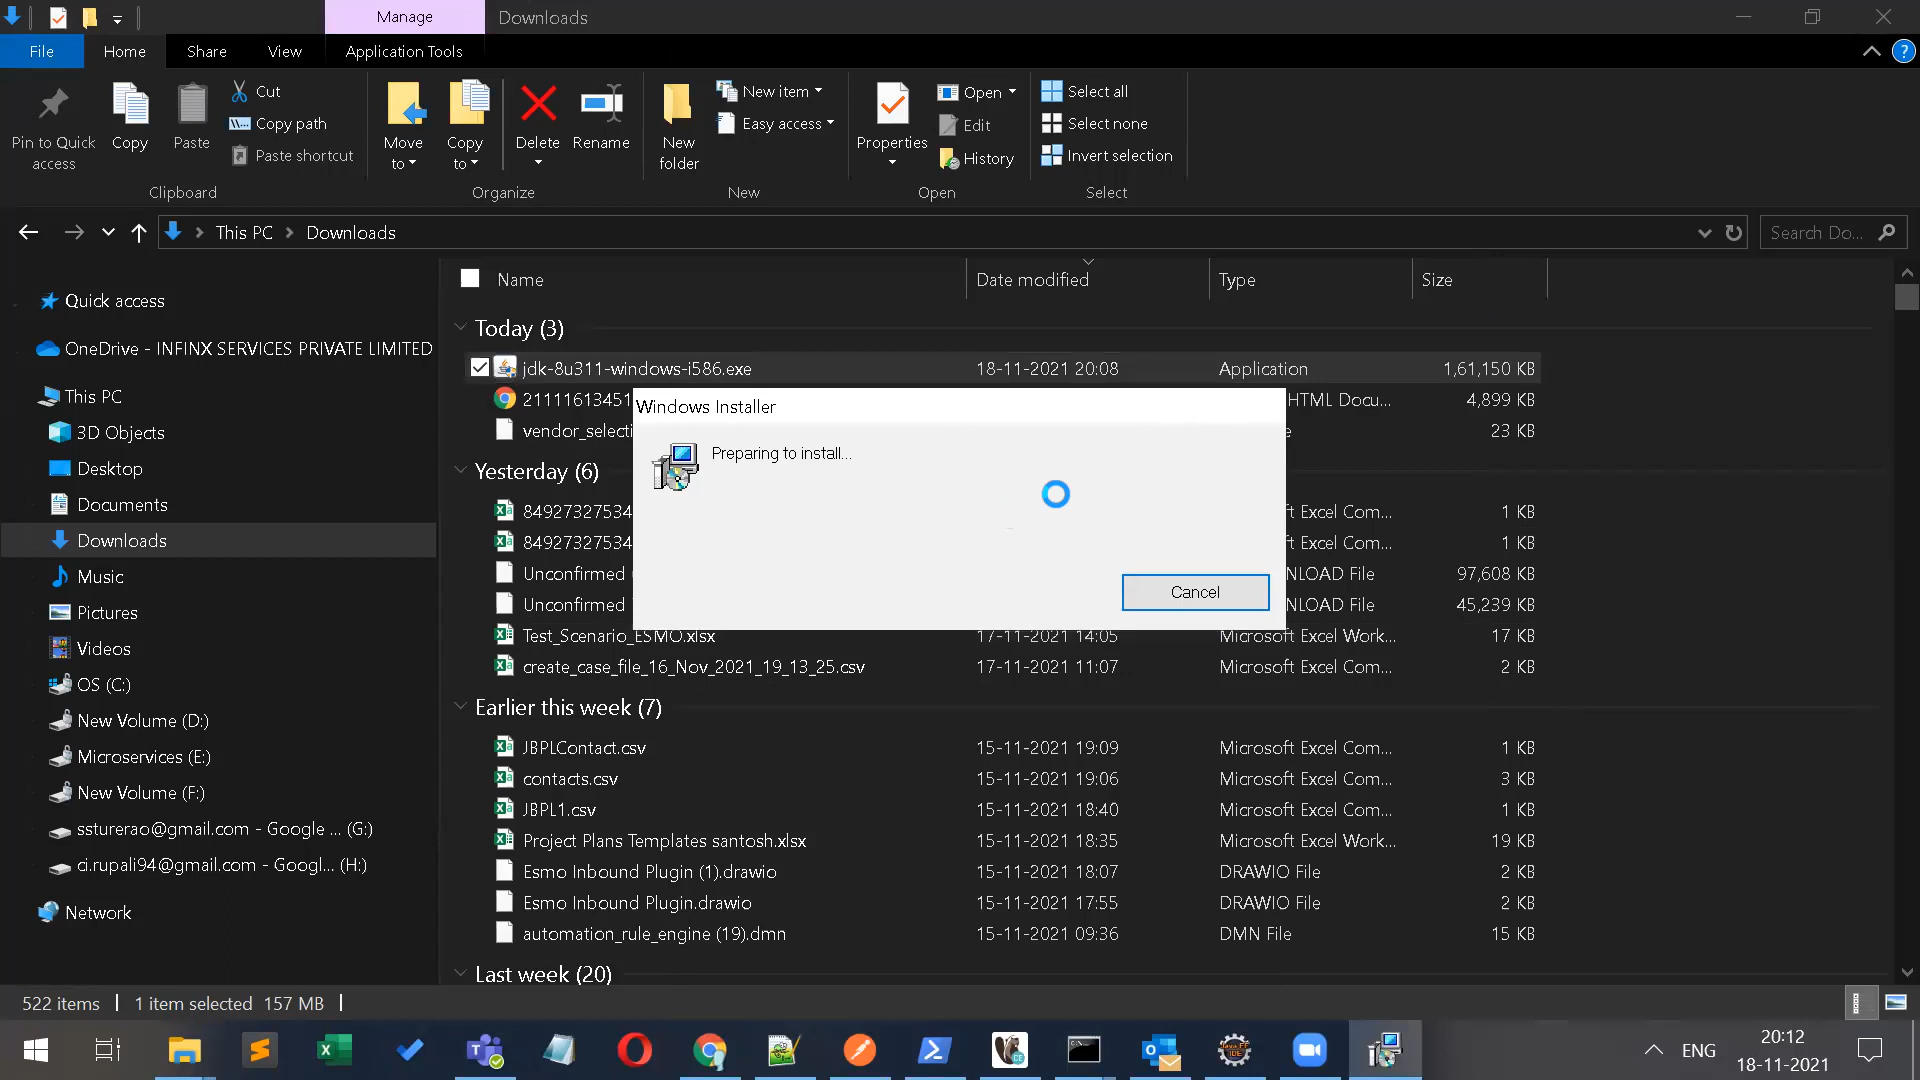 Manage
Downloads
File
Home
Share
View
Application Tools
Pin to Quick access
Copy
Paste
Cut
Copy path
Paste shortcut
Move to
Copy to
Delete
Rename
New folder
New item
Easy access
Properties
Open
Edit
History
Select all
Select none
Invert selection
Clipboard
Organize
New
Open
Select
This PC
Downloads
Search Do...
Quick access
OneDrive - INFINX SERVICES PRIVATE LIMITED
This PC
3D Objects
Desktop
Documents
Downloads
Music
Pictures
Videos
OS (C:)
New Volume (D:)
Microservices (E:)
New Volume (F:)
ssturerao@gmail.com - Google ... (G:)
ci.rupali94@gmail.com - Googl... (H:)
Network
Name Date modified Type Size
Today (3)
jdk-8u311-windows-i586.exe 18-11-2021 20:08 Application 1,61,150 KB
21111613451 HTML Docu... 4,899 KB
vendor_selecti 23 KB
Yesterday (6)
84927327534 t Excel Com... 1 KB
84927327534 t Excel Com... 1 KB
Unconfirmed NLOAD File 97,608 KB
Unconfirmed NLOAD File 45,239 KB
Test_Scenario_ESMO.xlsx 17-11-2021 14:05 Microsoft Excel Work... 17 KB
create_case_file_16_Nov_2021_19_13_25.csv 17-11-2021 11:07 Microsoft Excel Com... 2 KB
Earlier this week (7)
JBPLContact.csv 15-11-2021 19:09 Microsoft Excel Com... 1 KB
contacts.csv 15-11-2021 19:06 Microsoft Excel Com... 3 KB
JBPL1.csv 15-11-2021 18:40 Microsoft Excel Com... 1 KB
Project Plans Templates santosh.xlsx 15-11-2021 18:35 Microsoft Excel Work... 19 KB
Esmo Inbound Plugin (1).drawio 15-11-2021 18:07 DRAWIO File 2 KB
Esmo Inbound Plugin.drawio 15-11-2021 17:55 DRAWIO File 2 KB
automation_rule_engine (19).dmn 15-11-2021 09:36 DMN File 15 KB
Last week (20)
Windows Installer
Preparing to install...
Cancel
522 items
1 item selected 157 MB
ENG
20:12
18-11-2021